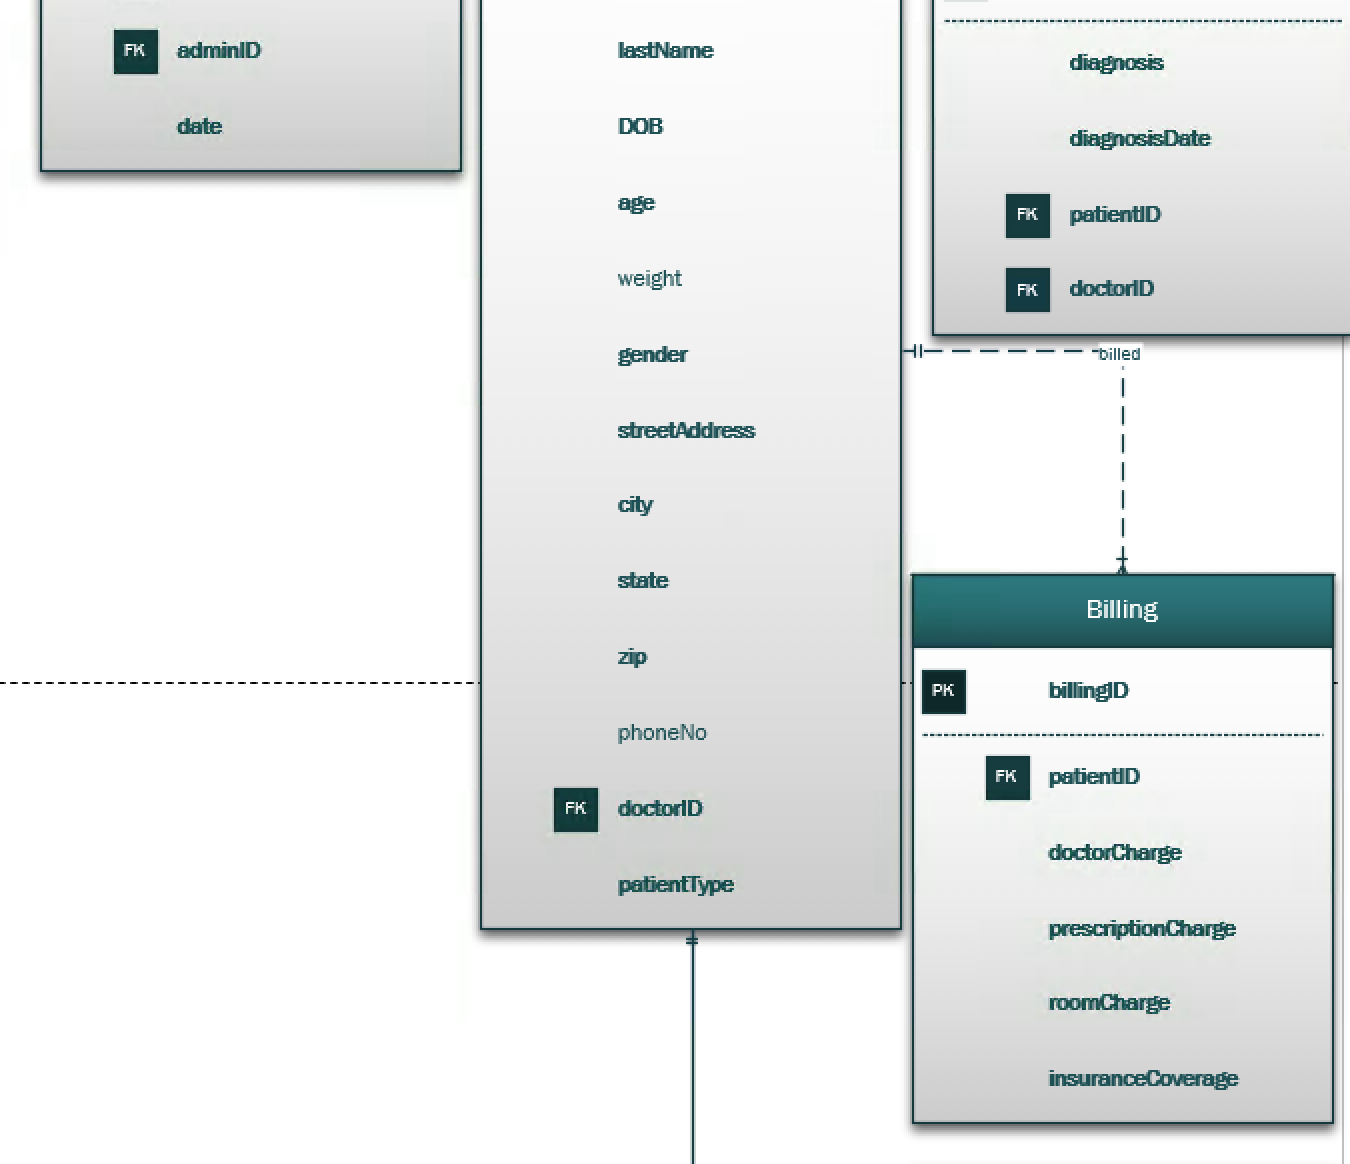 FK adminID
date
lastName
DOB
age
weight
gender
streetAddress
city
state
zip
phoneNo
FK doctorID
patientType
diagnosis
diagnosisDate
FK patientID
FK doctorID
billed
Billing
PK billingID
FK patientID
doctorCharge
prescriptionCharge
roomCharge
insuranceCoverage